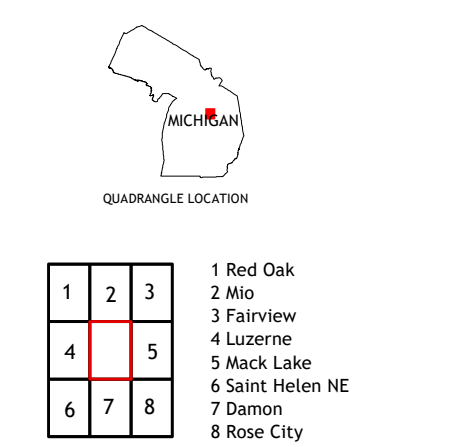 MICHIGAN
QUADRANGLE LOCATION
1 2 3
4 5
6 7 8
1 Red Oak
2 Mio
3 Fairview
4 Luzerne
5 Mack Lake
6 Saint Helen NE
7 Damon
8 Rose City